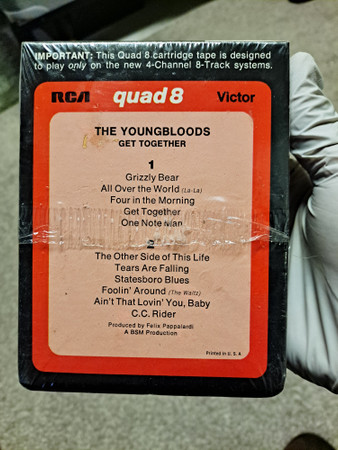 IMPORTANT: This Quad 8 cartridge tape is designed
to play only on the new 4-Channel 8-Track systems.
RCA quad8 Victor
THE YOUNGBLOODS
GET TOGETHER
1
Grizzly Bear
All Over the World (La-La)
Four in the Morning
Get Together
One Note Man
2
The Other Side of This Life
Tears Are Falling
Statesboro Blues
Foolin' Around (The Waltz)
Ain't That Lovin' You, Baby
C.C. Rider
Produced by Felix Pappalardi
A BSM Production
Printed in U. S. A.